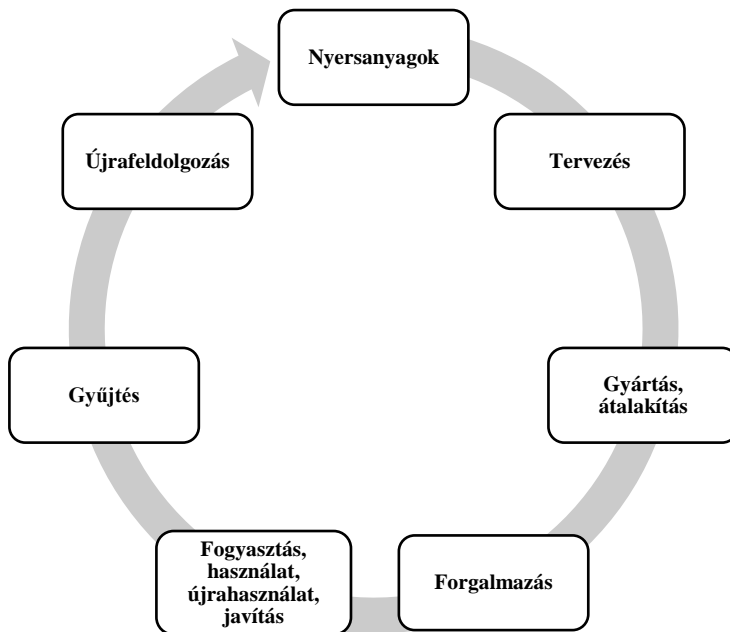 Nyersanyagok
Tervezés
Gyártás,
átalakítás
Forgalmazás
Fogyasztás,
használat,
újrahasználat,
javítás
Gyűjtés
Újrafeldolgozás